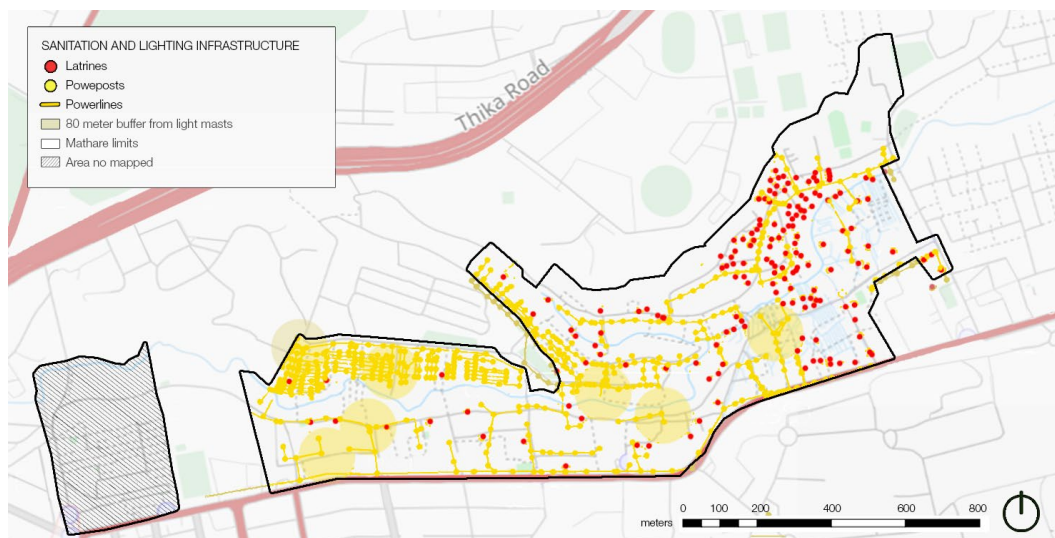 SANITATION AND LIGHTING INFRASTRUCTURE
Latrines
Poweposts
Powerlines
80 meter buffer from light masts
Mathare limits
Area no mapped
Thika Road
meters 0 50 100 200 400 600 800